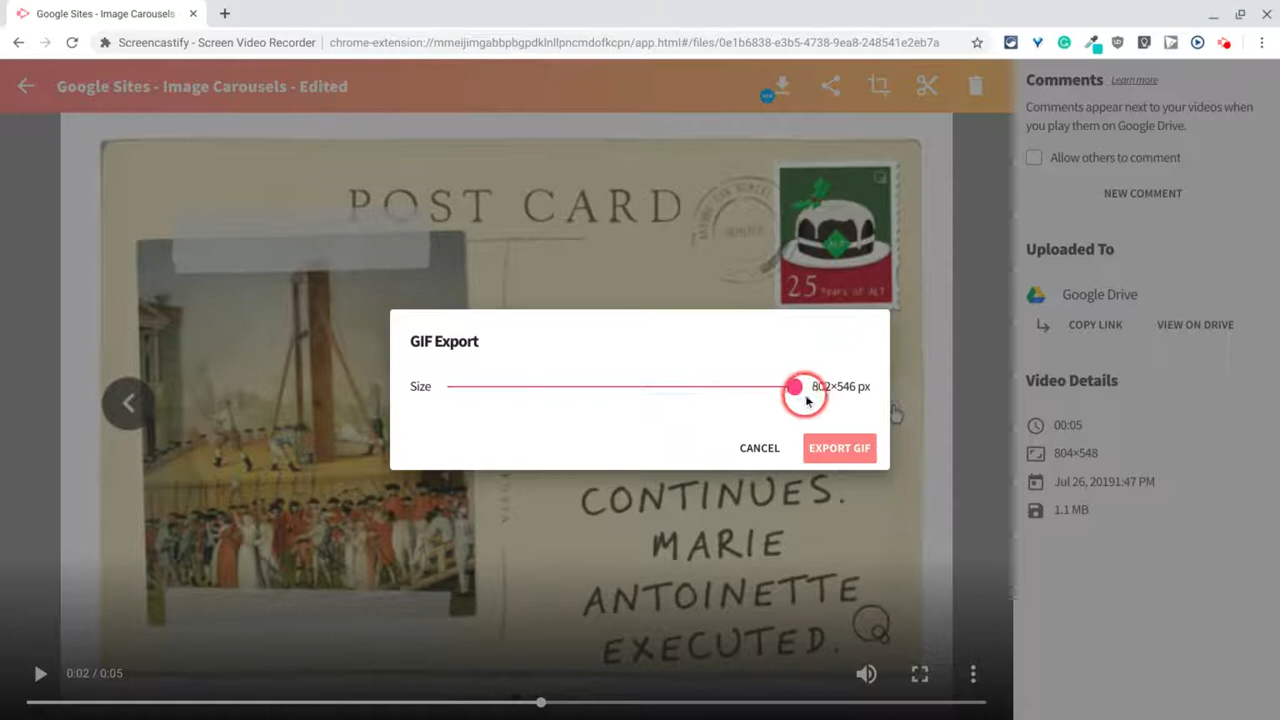 Google Sites - Image Carousels -
Screencastify - Screen Video Recorder
chrome-extension://mmeijimgabbpbgpdklnllpncmdofkcpn/app.html#/files/0e1b6838-e3b5-4738-9ea8-248541e2eb7a
Google Sites - Image Carousels - Edited
Comments Learn more
Comments appear next to your videos when
you play them on Google Drive.
Allow others to comment
NEW COMMENT
Uploaded To
Google Drive
COPY LINK VIEW ON DRIVE
Video Details
00:05
804×548
Jul 26, 20191:47 PM
1.1 MB
POST CARD
25 Years of ALT
GIF Export
Size 802×546 px
CANCEL EXPORT GIF
CONTINUES.
MARIE
ANTOINETTE
EXECUTED.
0:02 / 0:05